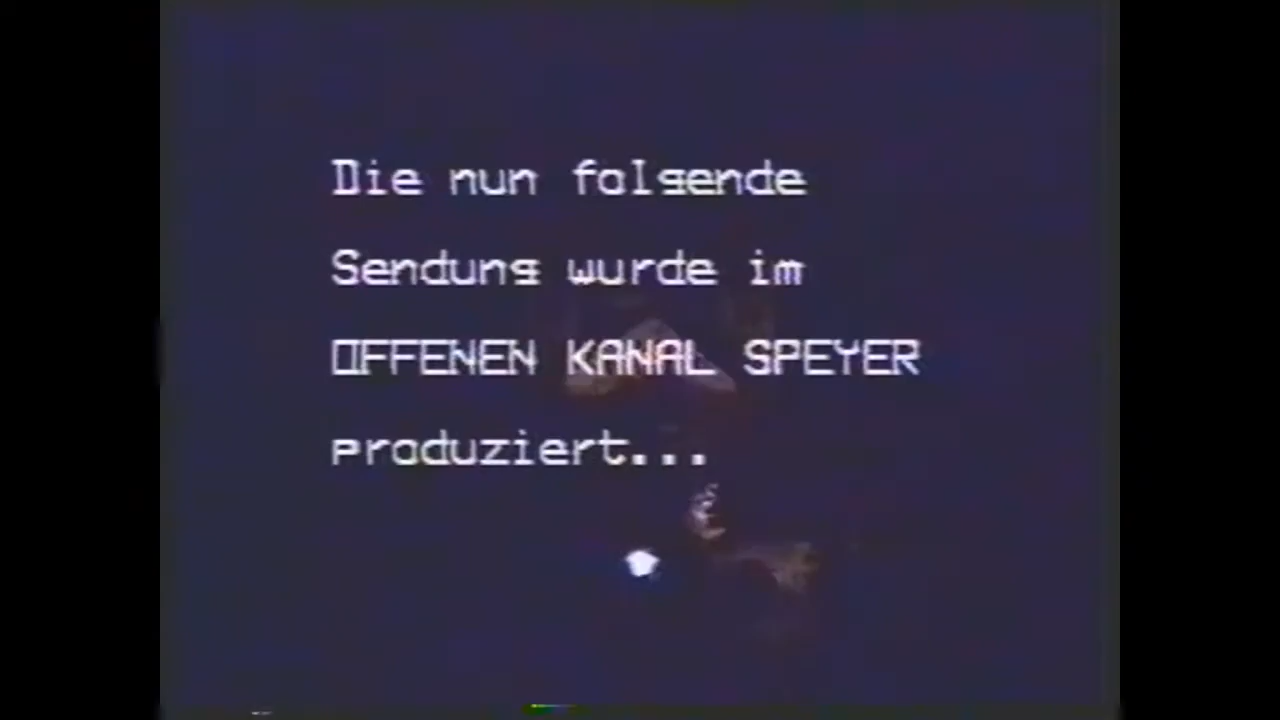 Die nun folgende
Sendung wurde im
OFFENEN KANAL SPEYER
produziert...